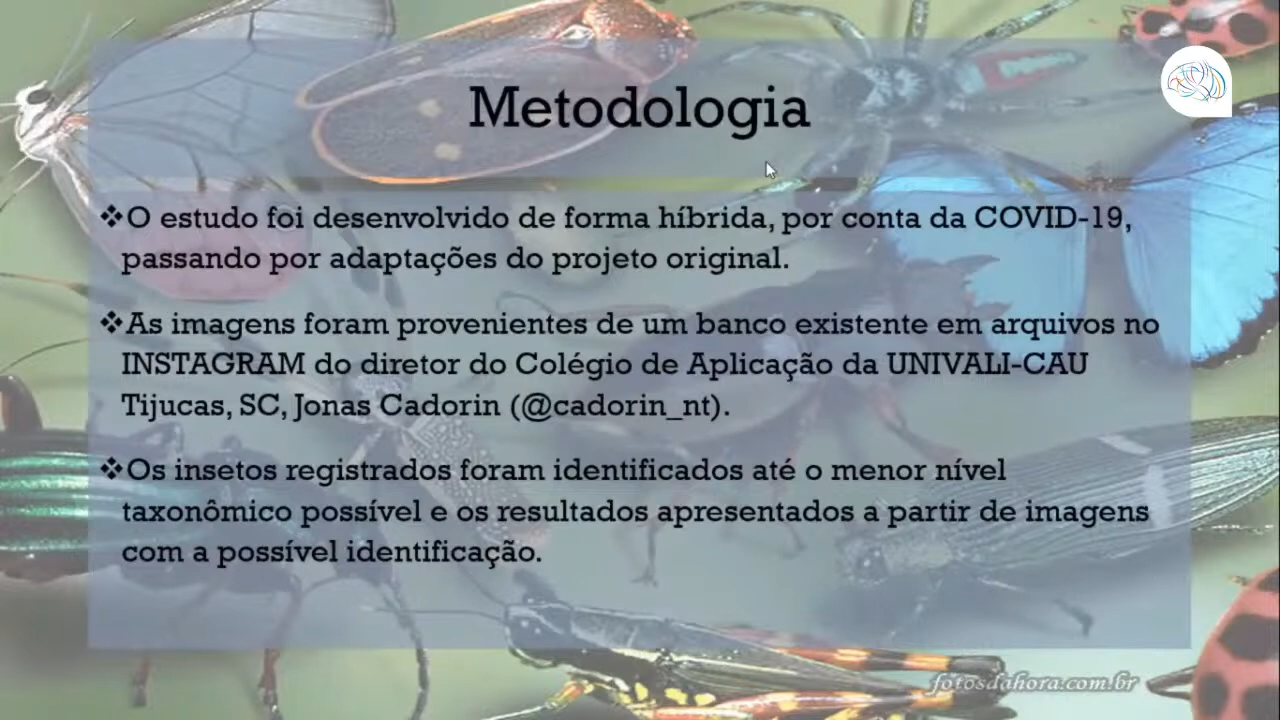 Metodologia
❖O estudo foi desenvolvido de forma híbrida, por conta da COVID-19,
passando por adaptações do projeto original.
❖As imagens foram provenientes de um banco existente em arquivos no
INSTAGRAM do diretor do Colégio de Aplicação da UNIVALI-CAU
Tijucas, SC, Jonas Cadorin (@cadorin_nt).
❖Os insetos registrados foram identificados até o menor nível
taxonômico possível e os resultados apresentados a partir de imagens
com a possível identificação.
fotosdahora.com.br